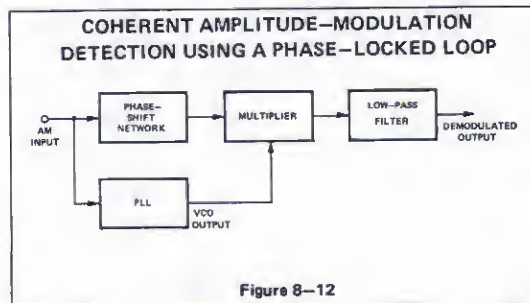 COHERENT AMPLITUDE—MODULATION
DETECTION USING A PHASE—LOCKED LOOP
PHASE—
SHIFT
NETWORK
MULTIPLIER
LOW—PASS
FILTER
AM
INPUT
DEMODULATED
OUTPUT
PLL
VCO
OUTPUT
Figure 8—12